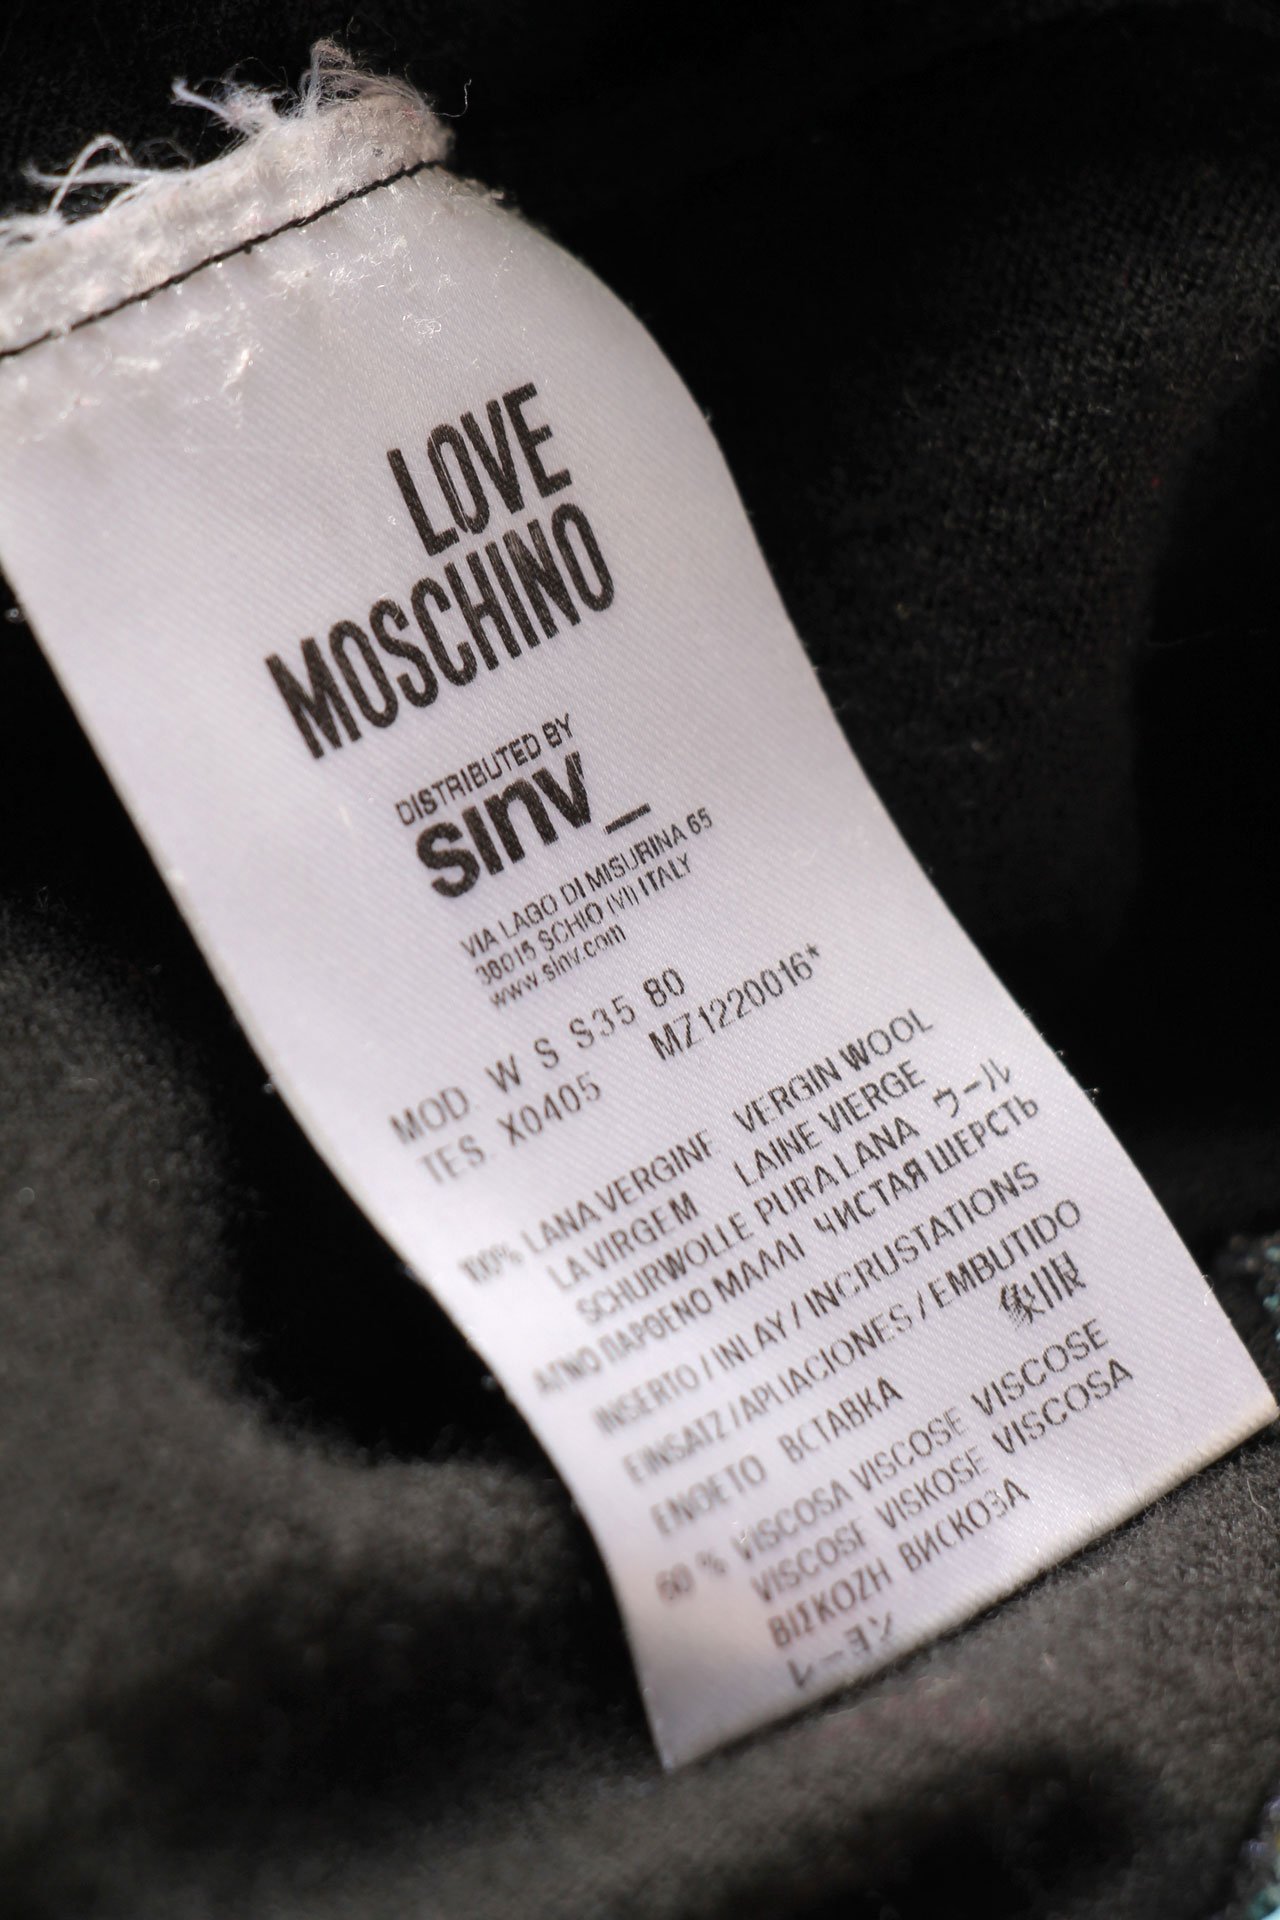 LOVE
MOSCHINO
DISTRIBUTED BY
sinv_
VIA LAGO DI MISURINA 65
36015 SCHIO (VI) ITALY
www.sinv.com
MOD. W S S35 80
TES. X0405 MZ1220016*
100% LANA VERGINE VERGIN WOOL
LA VIRGEM LAINE VIERGE
SCHURWOLLE PURA LANA ウール
ΑΓΝΟ ΠΑΡΘΕΝΟ ΜΑΛΛΙ ЧИСТАЯ ШЕРСТЬ
INSERTO / INLAY / INCRUSTATIONS
EINSATZ / APLIACIONES / EMBUTIDO
ΕΝΘΕΤΟ ВСТАВКА
60 % VISCOSA VISCOSE VISCOSE
VISCOSE VISKOSE VISCOSA
ΒΙΣΚΟΖΗ ВИСКОЗА
レーヨン